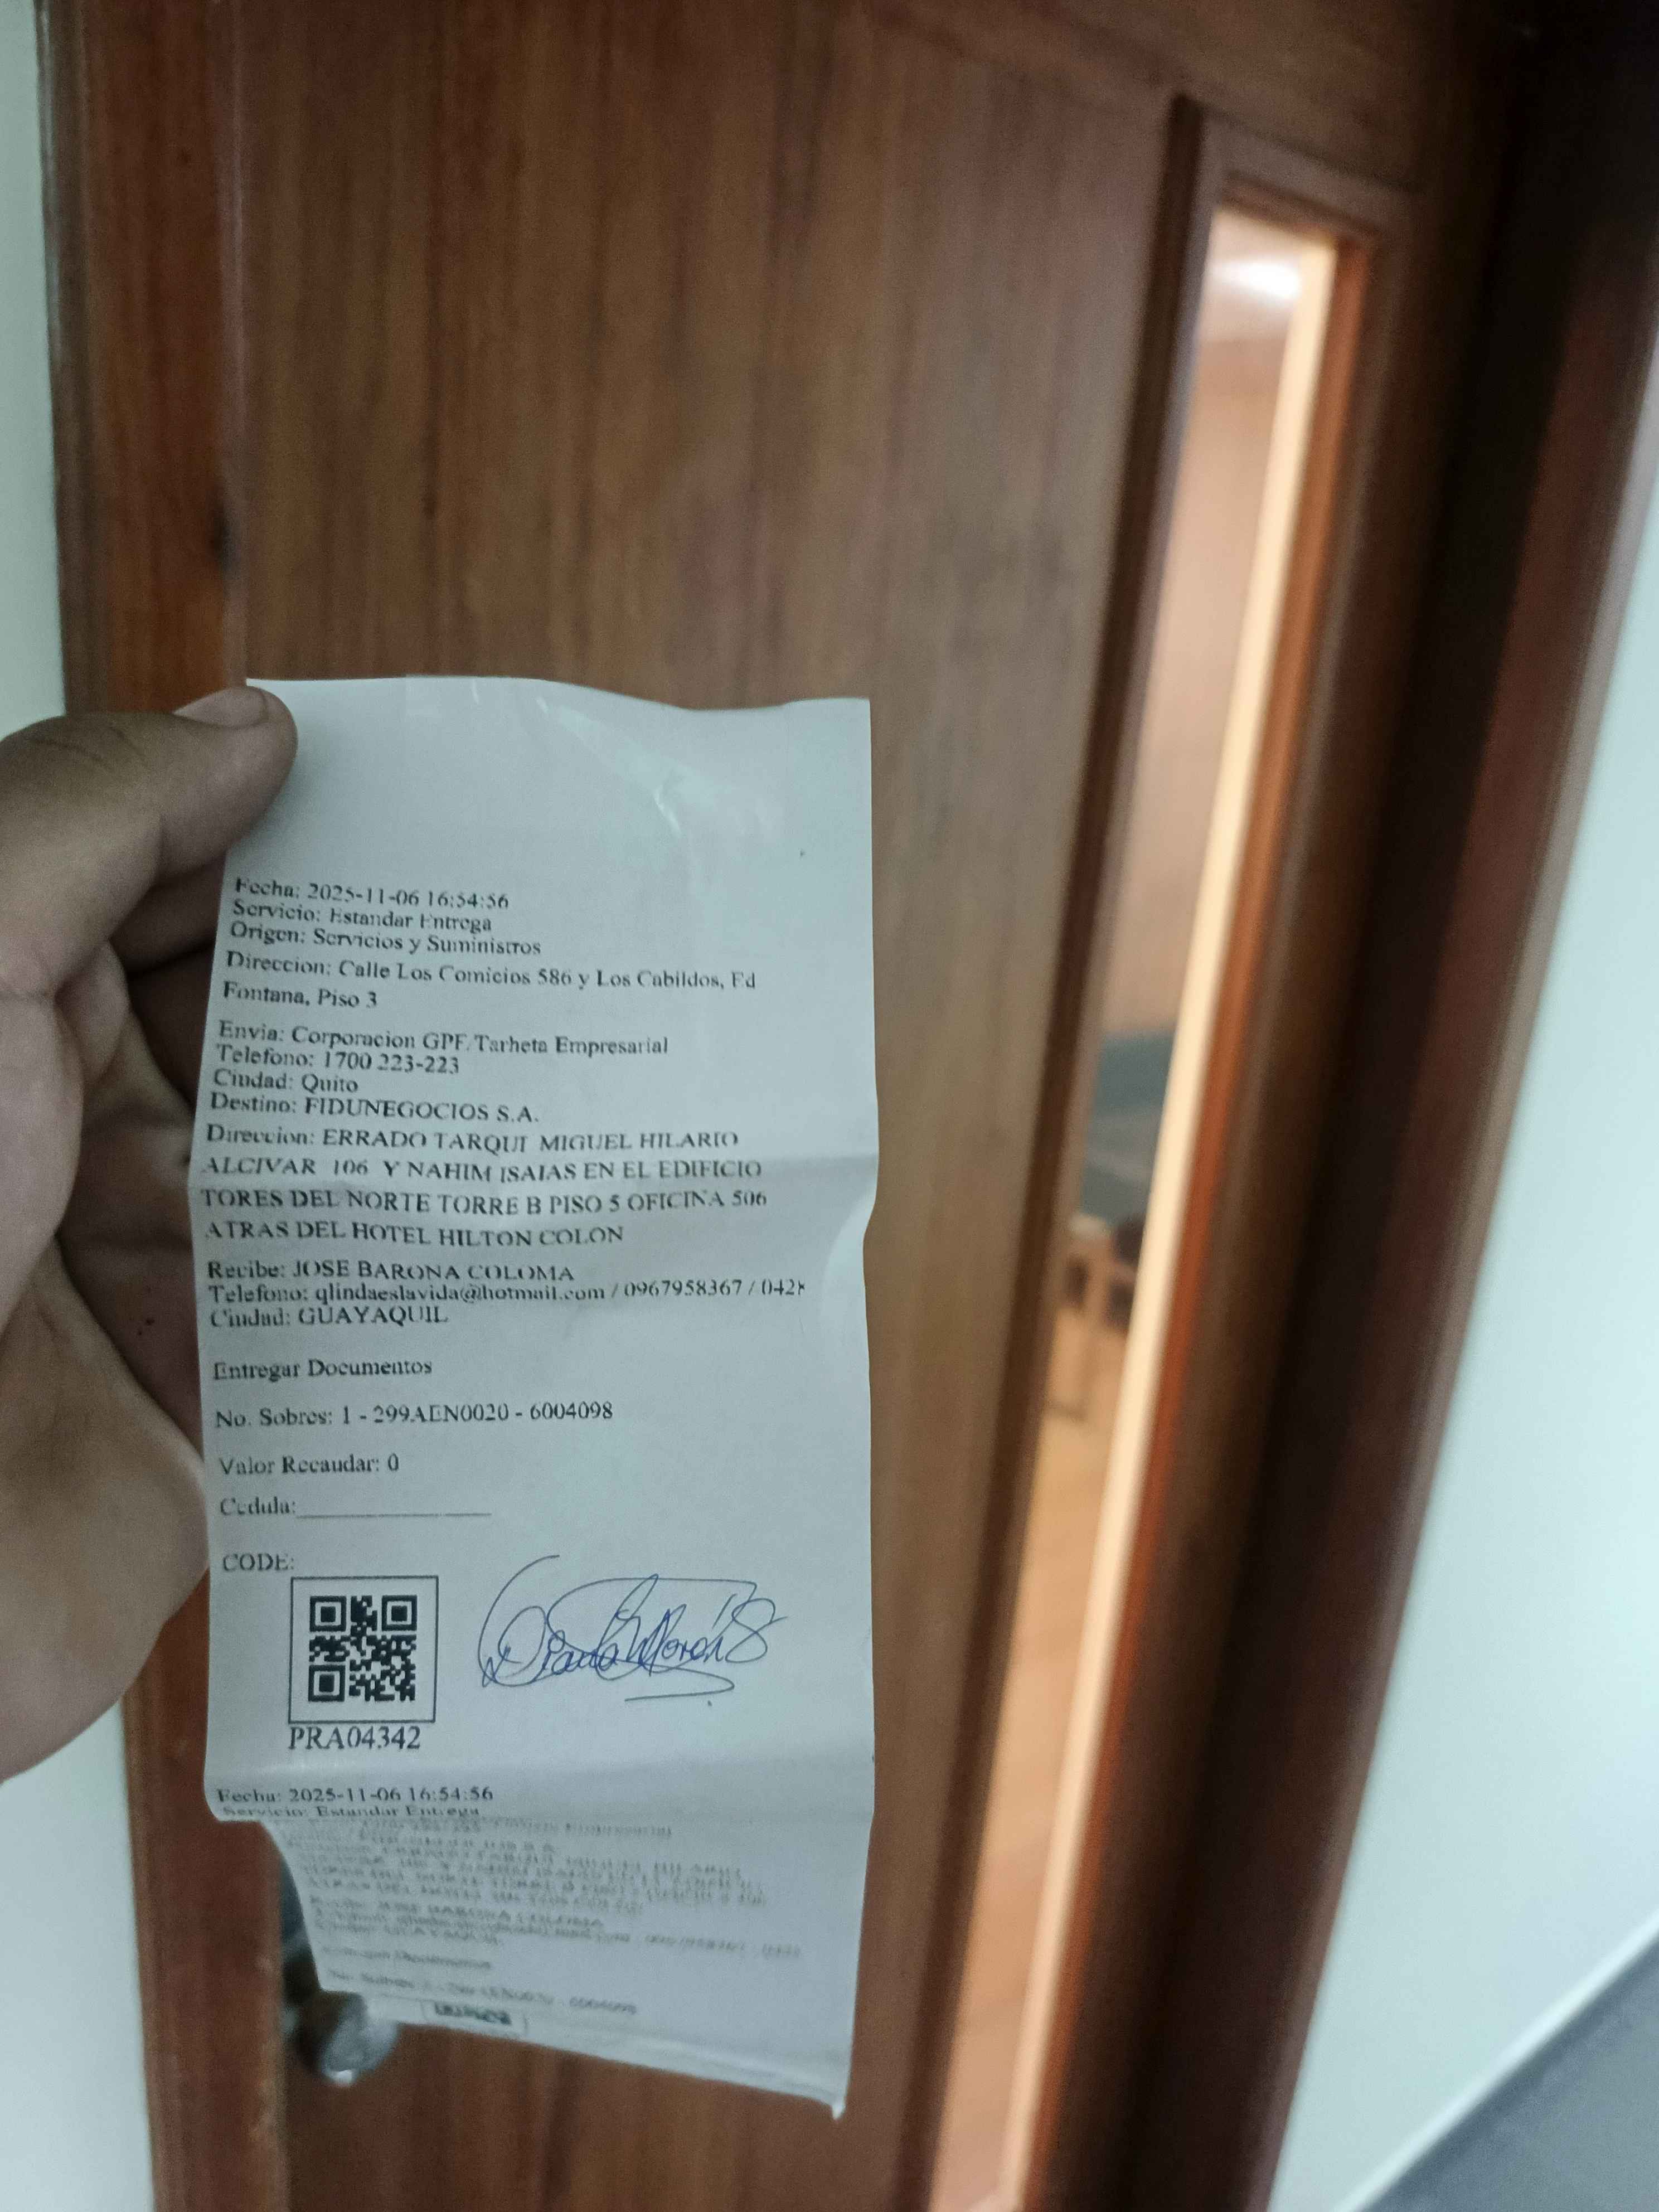 Fecha: 2025-11-06 16:54:56
Servicio: Estandar Entrega
Origen: Servicios y Suministros
Direccion: Calle Los Comicios 586 y Los Cabildos, Ed
Fontana, Piso 3
Envia: Corporacion GPF/Tarheta Empresarial
Telefono: 1700 223-223
Ciudad: Quito
Destino: FIDUNEGOCIOS S.A.
Direccion: ERRADO TARQUI MIGUEL HILARIO
ALCIVAR 106 Y NAHIM ISAIAS EN EL EDIFICIO
TORES DEL NORTE TORRE B PISO 5 OFICINA 506
ATRAS DEL HOTEL HILTON COLON
Recibe: JOSE BARONA COLOMA
Telefono: qlindaeslavida@hotmail.com / 0967958367 / 042
Ciudad: GUAYAQUIL
Entregar Documentos
No. Sobres: 1 - 299AEN0020 - 6004098
Valor Recaudar: 0
Cedula:
CODE:
PRA04342
Fecha: 2025-11-06 16:54:56
Servicio: Estandar Entrega